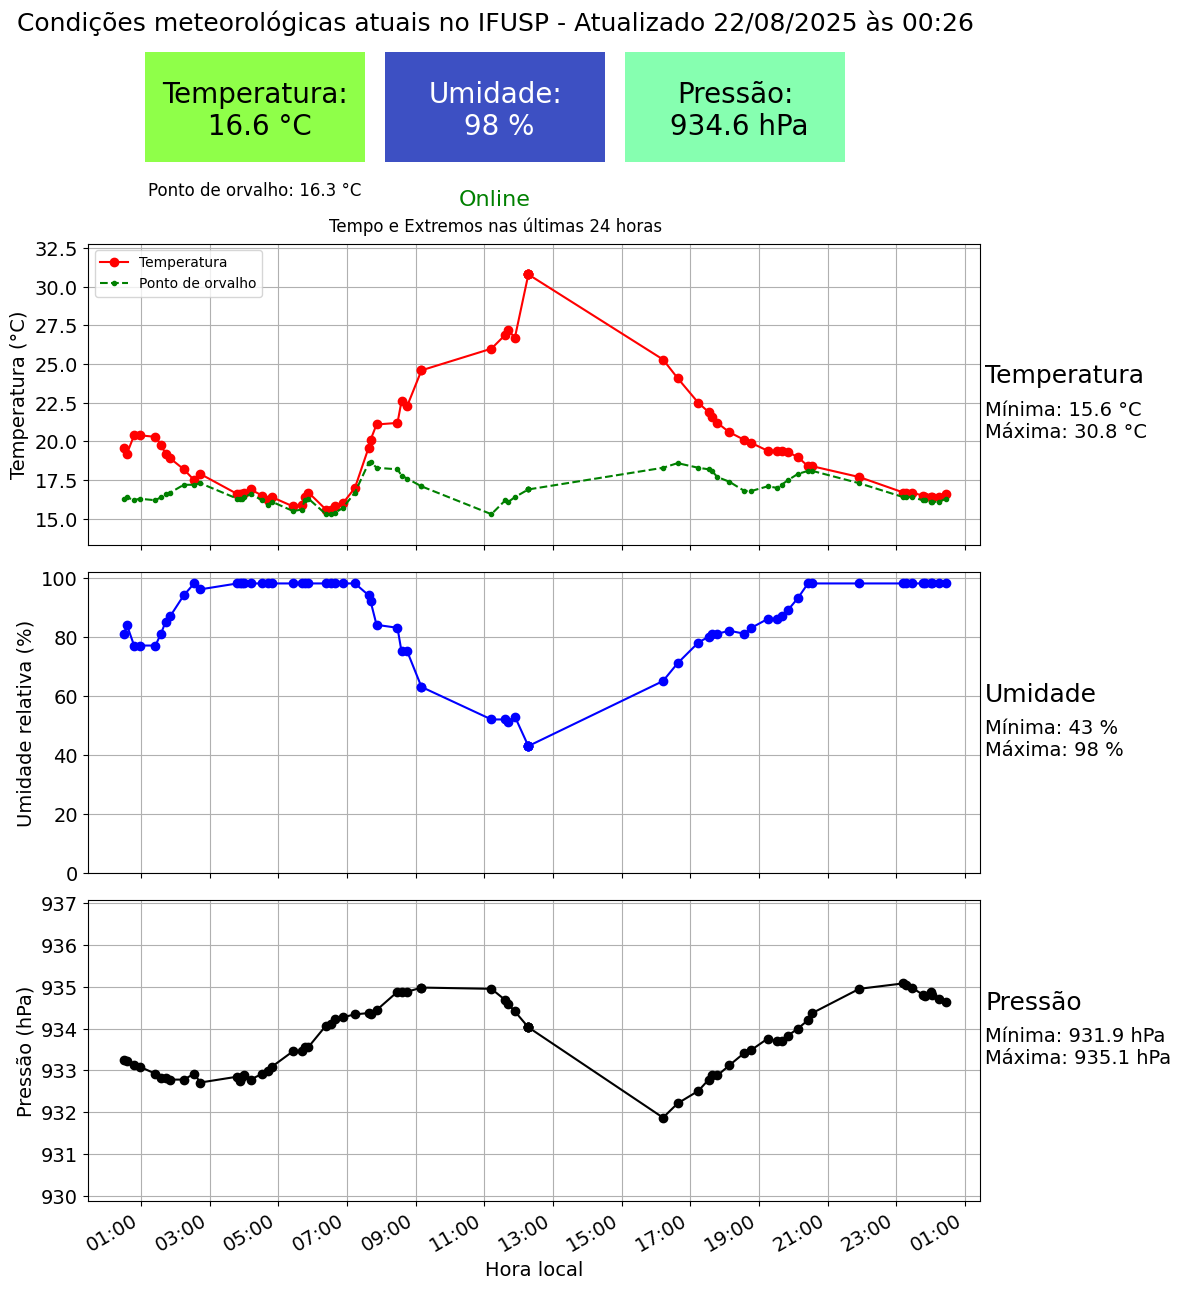 Condições meteorológicas atuais no IFUSP - Atualizado 22/08/2025 às 00:26
Temperatura:
16.6 °C
Umidade:
98 %
Pressão:
934.6 hPa
Ponto de orvalho: 16.3 °C
Online
Tempo e Extremos nas últimas 24 horas
Temperatura
Ponto de orvalho
Temperatura (°C)
32.5
30.0
27.5
25.0
22.5
20.0
17.5
15.0
Temperatura
Mínima: 15.6 °C
Máxima: 30.8 °C
Umidade relativa (%)
100
80
60
40
20
0
Umidade
Mínima: 43 %
Máxima: 98 %
Pressão (hPa)
937
936
935
934
933
932
931
930
Pressão
Mínima: 931.9 hPa
Máxima: 935.1 hPa
01:00 03:00 05:00 07:00 09:00 11:00 13:00 15:00 17:00 19:00 21:00 23:00 01:00
Hora local